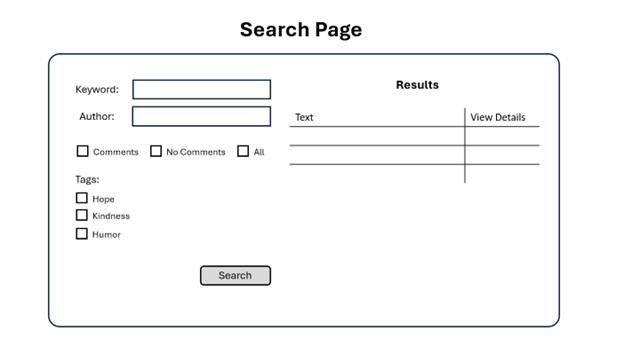 Search Page
Keyword:
Author:
Comments No Comments All
Tags:
Hope
Kindness
Humor
Search
Results
Text View Details